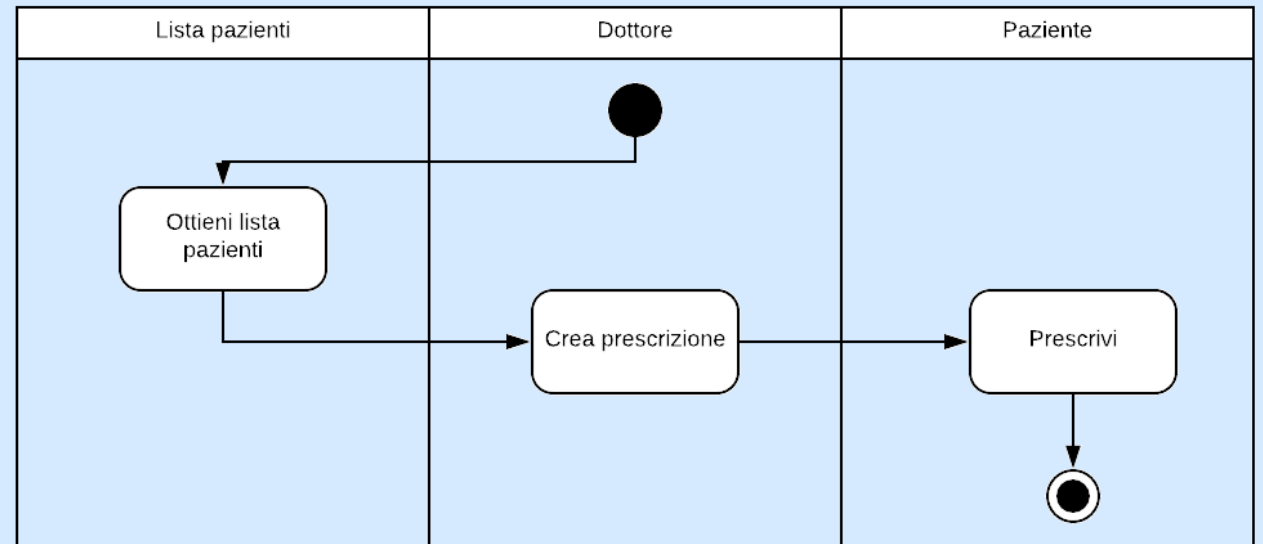 Lista pazienti
Dottore
Paziente
Ottieni lista
pazienti
Crea prescrizione
Prescrivi